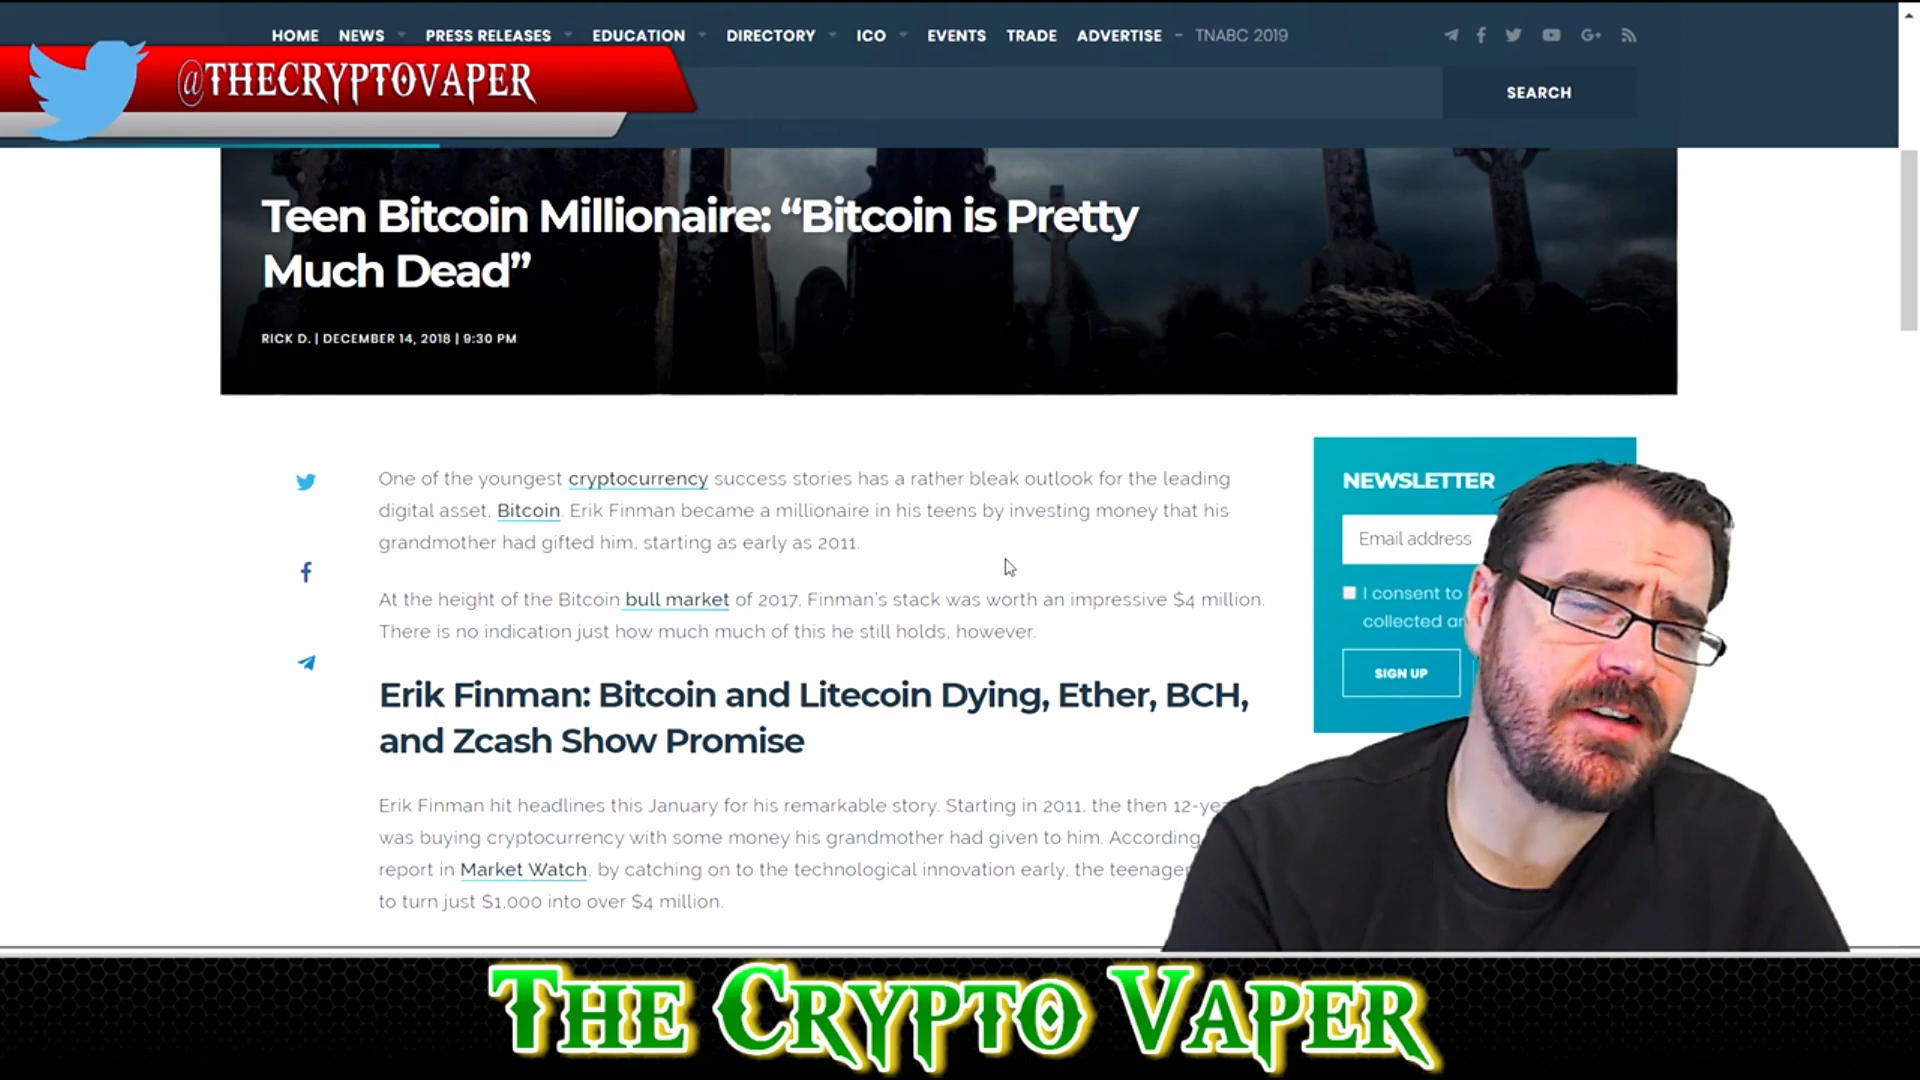 HOME NEWS PRESS RELEASES EDUCATION DIRECTORY ICO EVENTS TRADE ADVERTISE TNABC 2019
@THECRYPTOVAPER
SEARCH
Teen Bitcoin Millionaire: “Bitcoin is Pretty
Much Dead”
RICK D. | DECEMBER 14, 2018 | 9:30 PM
One of the youngest cryptocurrency success stories has a rather bleak outlook for the leading
digital asset, Bitcoin. Erik Finman became a millionaire in his teens by investing money that his
grandmother had gifted him, starting as early as 2011.
At the height of the Bitcoin bull market of 2017, Finman's stack was worth an impressive $4 million.
There is no indication just how much much of this he still holds, however.
Erik Finman: Bitcoin and Litecoin Dying, Ether, BCH,
and Zcash Show Promise
Erik Finman hit headlines this January for his remarkable story. Starting in 2011, the then 12-yea
was buying cryptocurrency with some money his grandmother had given to him. According
report in Market Watch, by catching on to the technological innovation early, the teenager
to turn just $1,000 into over $4 million.
NEWSLETTER
Email address
I consent to
collected an
SIGN UP
THE CRYPTO VAPER